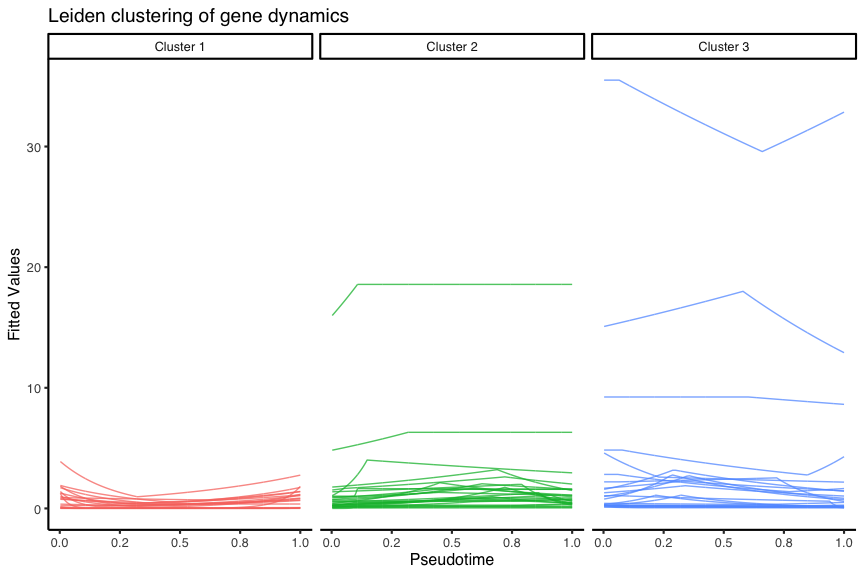 Leiden clustering of gene dynamics
Cluster 1
Cluster 2
Cluster 3
Fitted Values
30
20
10
0
0.0 0.2 0.5 0.8 1.0
0.0 0.2 0.5 0.8 1.0
0.0 0.2 0.5 0.8 1.0
Pseudotime